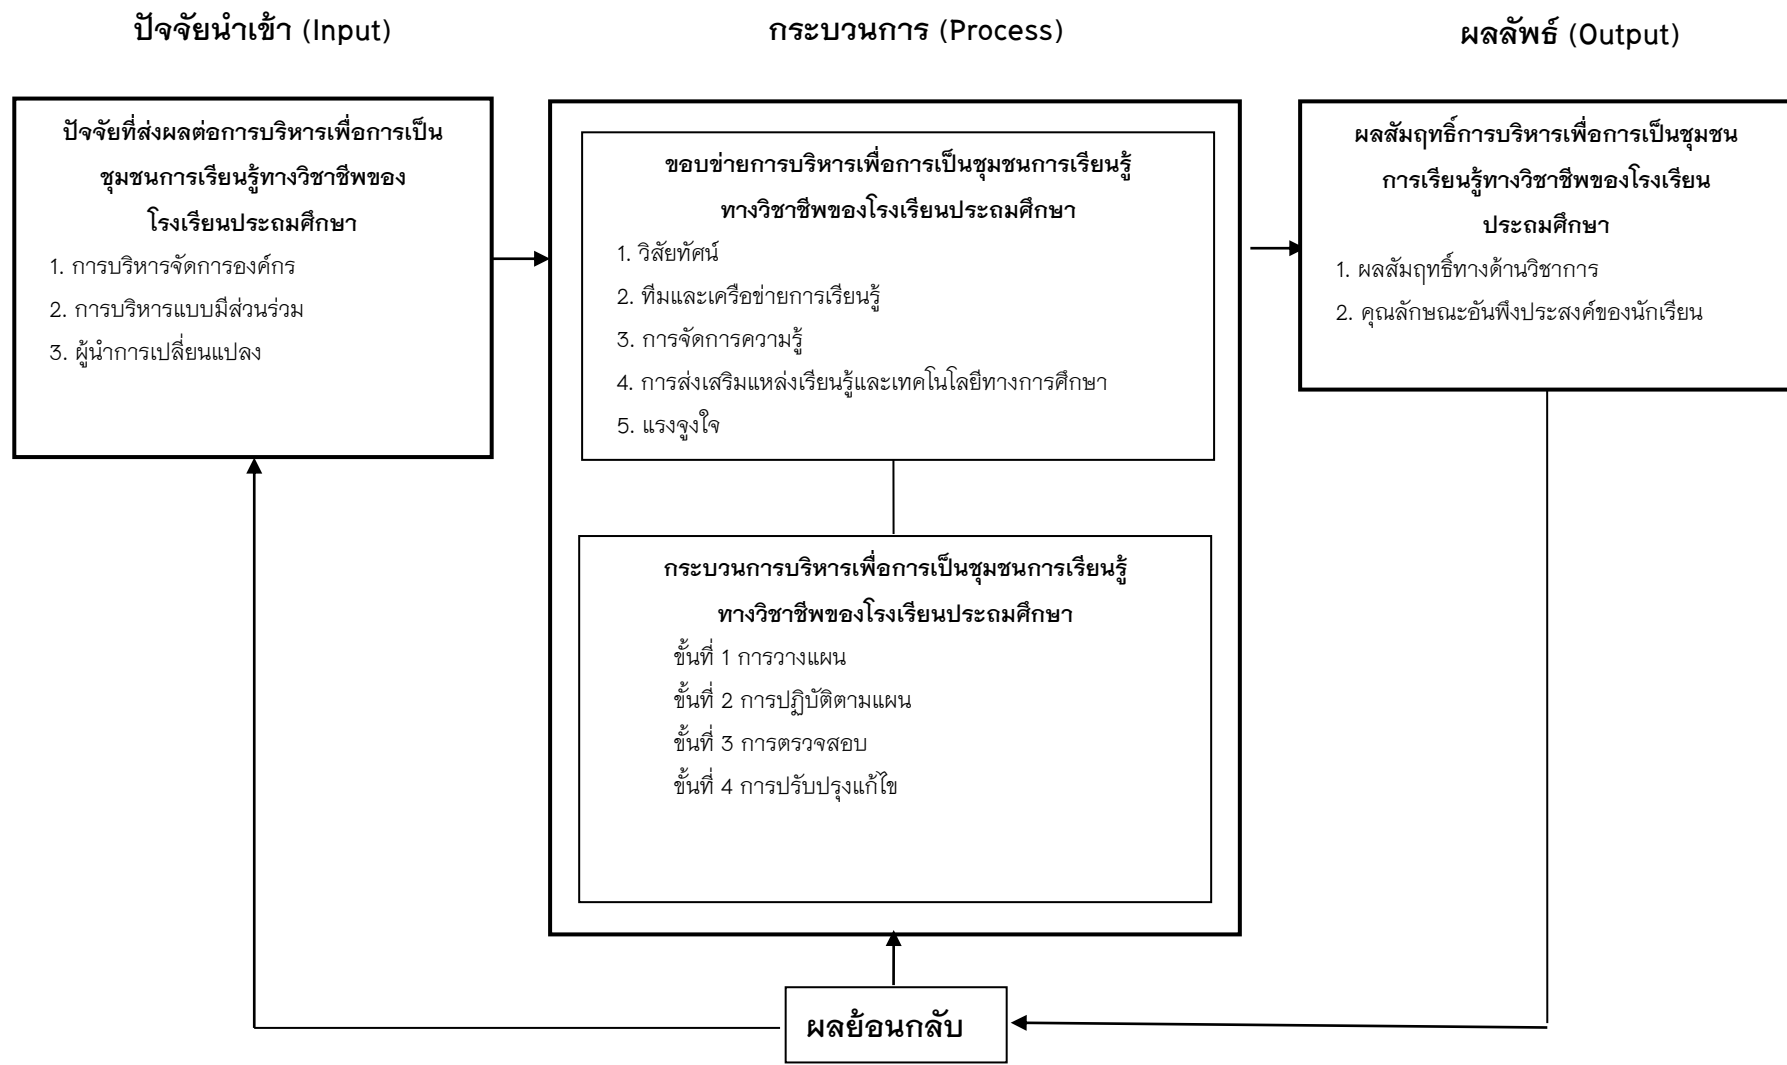 ปัจจัยนำเข้า (Input)
กระบวนการ (Process)
ผลลัพธ์ (Output)
ปัจจัยที่ส่งผลต่อการบริหารเพื่อการเป็น
ชุมชนการเรียนรู้ทางวิชาชีพของ
โรงเรียนประถมศึกษา
1. การบริหารจัดการองค์กร
2. การบริหารแบบมีส่วนร่วม
3. ผู้นำการเปลี่ยนแปลง
ขอบข่ายการบริหารเพื่อการเป็นชุมชนการเรียนรู้
ทางวิชาชีพของโรงเรียนประถมศึกษา
1. วิสัยทัศน์
2. ทีมและเครือข่ายการเรียนรู้
3. การจัดการความรู้
4. การส่งเสริมแหล่งเรียนรู้และเทคโนโลยีทางการศึกษา
5. แรงจูงใจ
กระบวนการบริหารเพื่อการเป็นชุมชนการเรียนรู้
ทางวิชาชีพของโรงเรียนประถมศึกษา
ขั้นที่ 1 การวางแผน
ขั้นที่ 2 การปฏิบัติตามแผน
ขั้นที่ 3 การตรวจสอบ
ขั้นที่ 4 การปรับปรุงแก้ไข
ผลสัมฤทธิ์การบริหารเพื่อการเป็นชุมชน
การเรียนรู้ทางวิชาชีพของโรงเรียน
ประถมศึกษา
1. ผลสัมฤทธิ์ทางด้านวิชาการ
2. คุณลักษณะอันพึงประสงค์ของนักเรียน
ผลย้อนกลับ